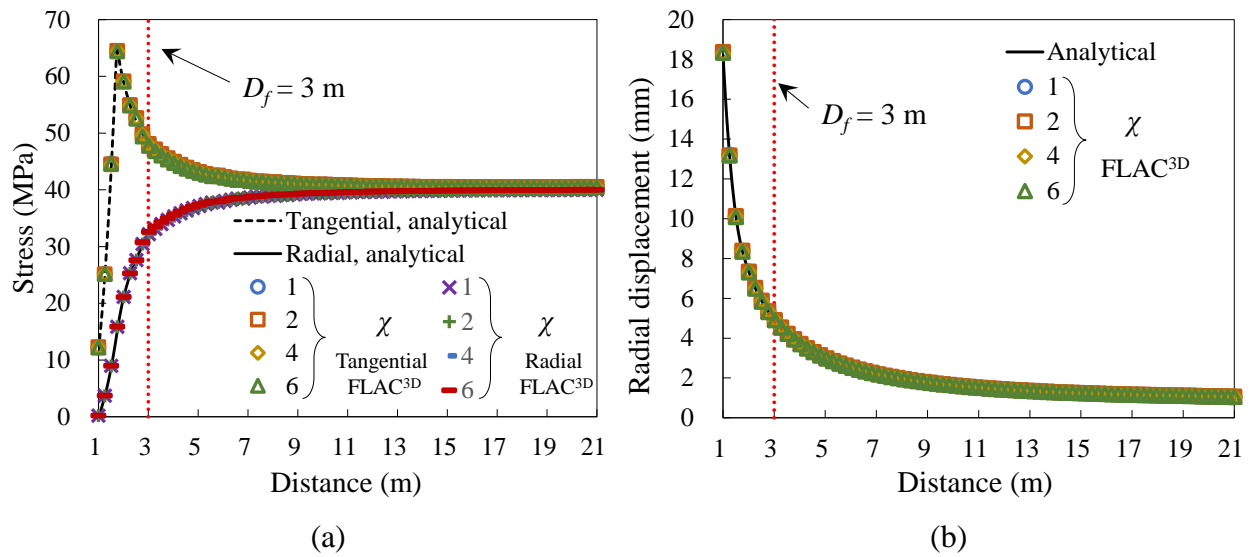 70
60
50
40
30
20
10
0
Stress (MPa)
D_f = 3 m
Tangential, analytical
Radial, analytical
1
2
4
6
χ
Tangential
FLAC3D
1
2
4
6
χ
Radial
FLAC3D
1 3 5 7 9 11 13 15 17 19 21
Distance (m)
(a)
20
18
16
14
12
10
8
6
4
2
0
Radial displacement (mm)
D_f = 3 m
Analytical
1
2
4
6
χ
FLAC3D
1 3 5 7 9 11 13 15 17 19 21
Distance (m)
(b)